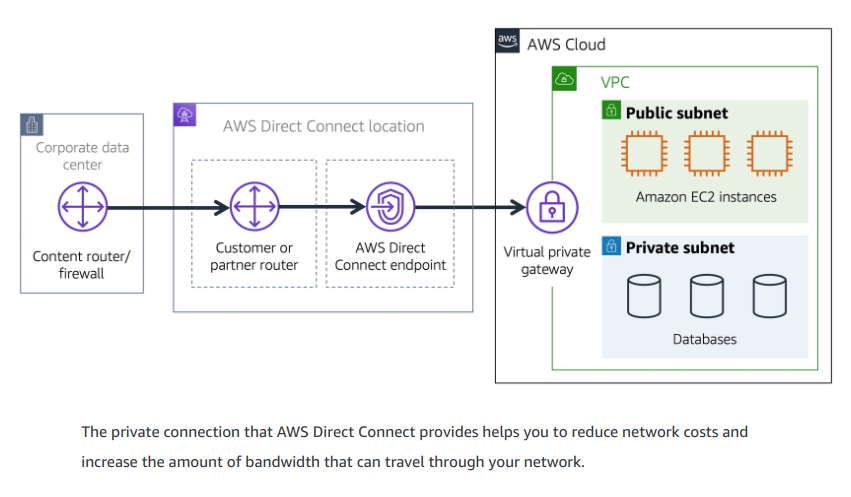 aws
AWS Cloud
VPC
Public subnet
Amazon EC2 instances
Private subnet
Databases
Virtual private
gateway
AWS Direct Connect location
Customer or
partner router
AWS Direct
Connect endpoint
Corporate data
center
Content router/
firewall
The private connection that AWS Direct Connect provides helps you to reduce network costs and
increase the amount of bandwidth that can travel through your network.